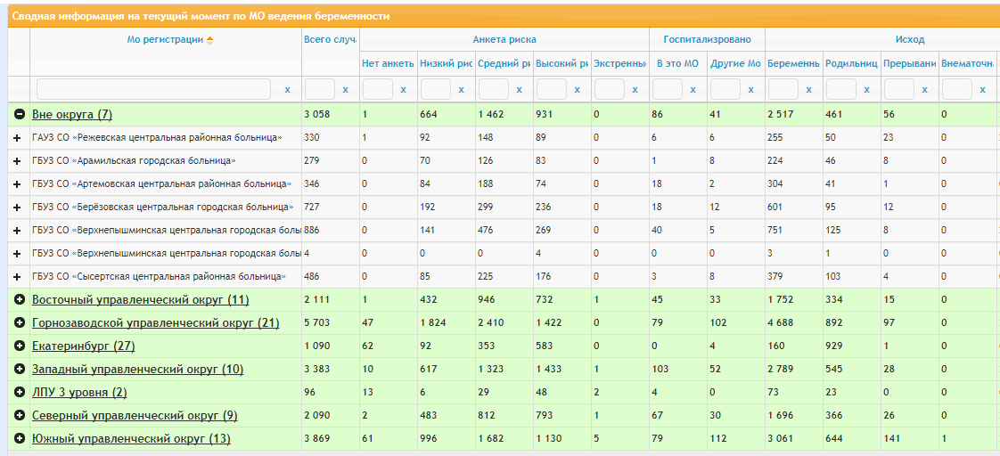 Сводная информация на текущий момент по МО ведения беременности
Мо регистрации Всего случ Анкета риска Госпитализировано Исход
Нет анкеть Низкий рис Средний ри Высокий ри Экстренны В это МО Другие Мо Беременнь Родильниц Прерывани Внематочна
x x x x x x x x x x x x x
Вне округа (7) 3 058 1 664 1 462 931 0 86 41 2 517 461 56 0
ГАУЗ СО «Режевская центральная районная больница» 330 1 92 148 89 0 6 6 255 50 23 0
ГБУЗ СО «Арамильская городская больница» 279 0 70 126 83 0 1 8 224 46 8 0
ГБУЗ СО «Артемовская центральная районная больница» 346 0 84 188 74 0 18 2 304 41 1 0
ГБУЗ СО «Берёзовская центральная городская больница» 727 0 192 299 236 0 18 12 601 95 12 0
ГБУЗ СО «Верхнепышминская центральная городская боль 886 0 141 476 269 0 40 5 751 125 8 0
ГБУЗ СО «Верхнепышминская центральная городская боль 4 0 0 0 4 0 0 0 3 1 0 0
ГБУЗ СО «Сысертская центральная районная больница» 486 0 85 225 176 0 3 8 379 103 4 0
Восточный управленческий округ (11) 2 111 1 432 946 732 1 45 33 1 752 334 15 0
Горнозаводской управленческий округ (21) 5 703 47 1 824 2 410 1 422 0 79 102 4 688 892 97 0
Екатеринбург (27) 1 090 62 92 353 583 0 0 4 160 929 1 0
Западный управленческий округ (10) 3 383 10 617 1 323 1 433 1 103 52 2 789 545 28 0
ЛПУ 3 уровня (2) 96 13 6 29 48 2 4 0 73 23 0 0
Северный управленческий округ (9) 2 090 2 483 812 793 1 67 30 1 696 366 26 0
Южный управленческий округ (13) 3 869 61 996 1 682 1 130 5 79 112 3 061 644 141 1